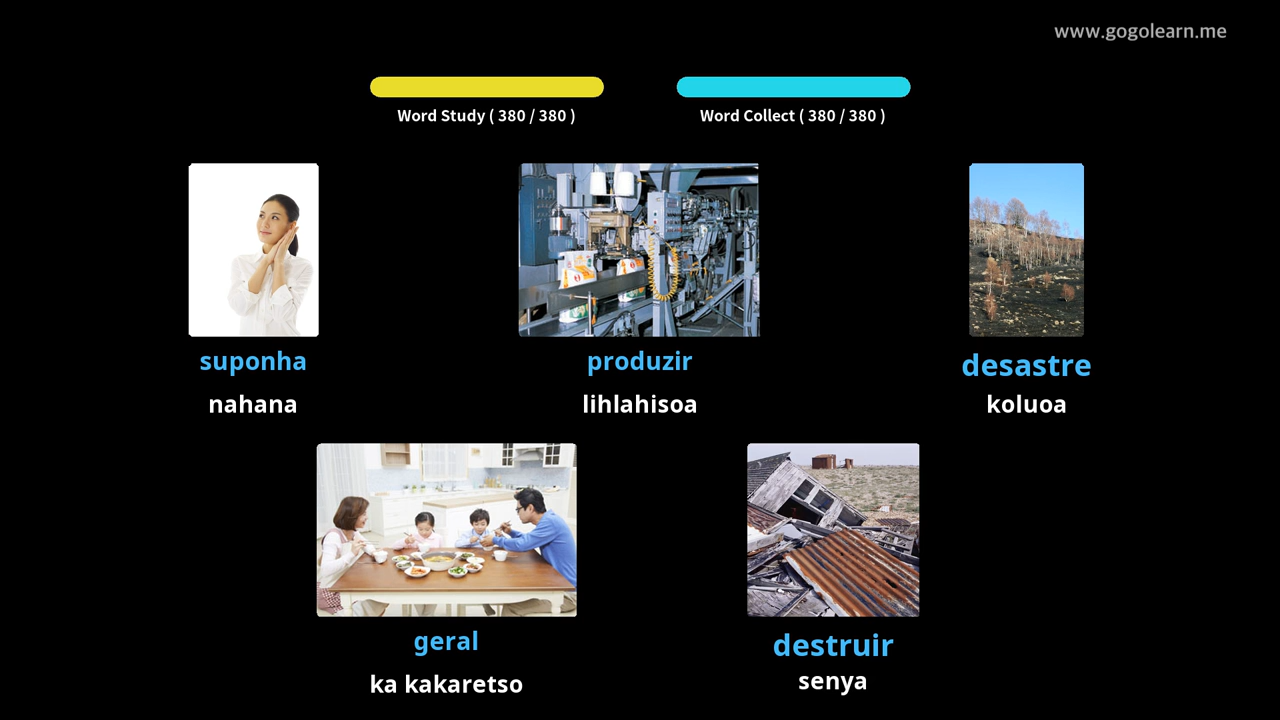 www.gogolearn.me
Word Study ( 380 / 380 )
Word Collect ( 380 / 380 )
suponha
nahana
produzir
lihlahisoa
desastre
koluoa
geral
ka kakaretso
destruir
senya